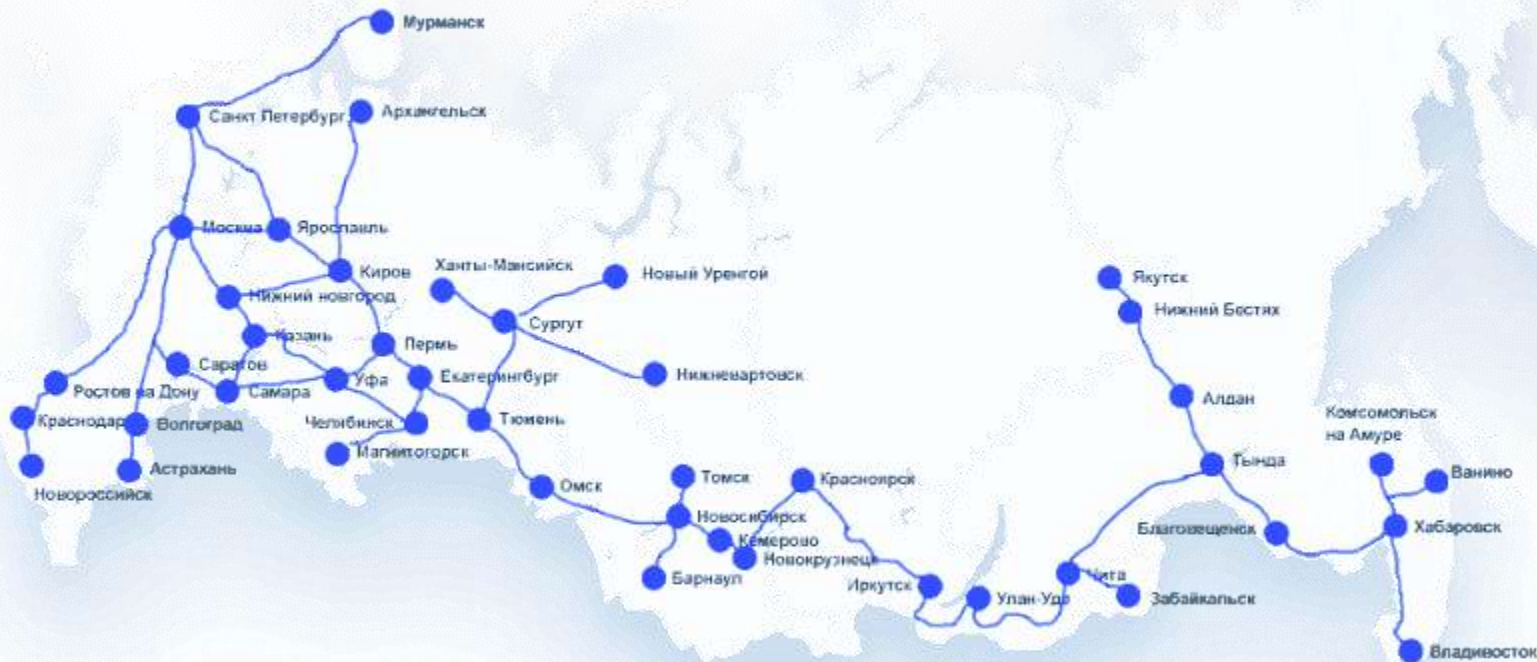 Мурманск
Санкт Петербург
Архангельск
Москва
Ярославль
Киров
Ханты-Мансийск
Новый Уренгой
Якутск
Нижний новгород
Нижний Бестях
Сургут
Казань
Пермь
Саратов
Нижневартовск
Ростов на Дону
Самара
Уфа
Екатеринбург
Алдан
Краснодар
Волгоград
Челябинск
Тюмень
Комсомольск
на Амуре
Магнитогорск
Астрахань
Тында
Ванино
Новороссийск
Омск
Томск
Красноярск
Новосибирск
Благовещенск
Хабаровск
Кемерово
Новокрузнецк
Барнаул
Иркутск
Улан-Удэ
Чита
Забайкальск
Владивосток